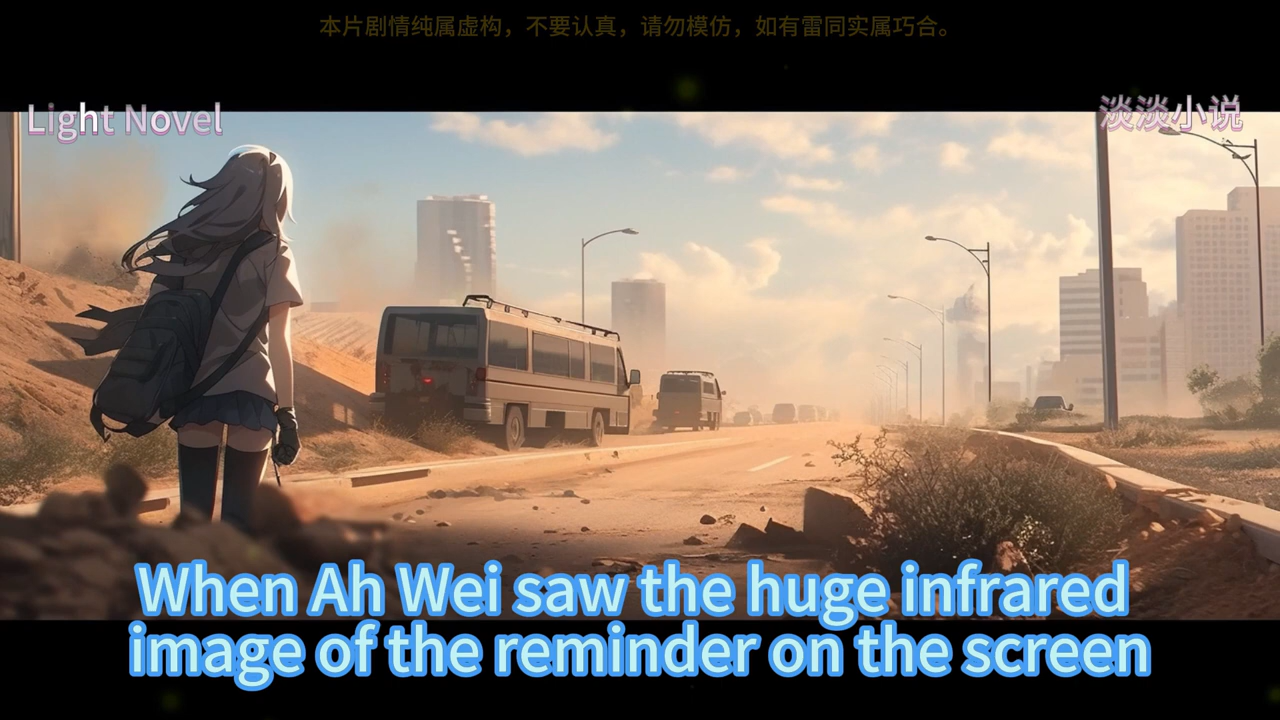 本片剧情纯属虚构，不要认真，请勿模仿，如有雷同实属巧合。
Light Novel
淡淡小说
When Ah Wei saw the huge infrared
image of the reminder on the screen